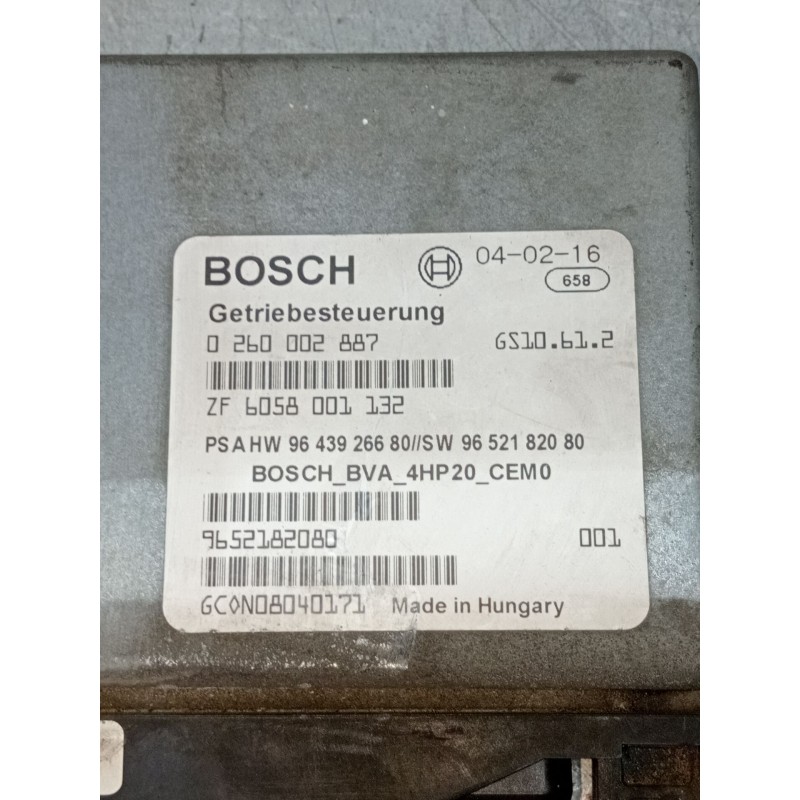 BOSCH 04-02-16
658
Getriebesteuerung
0 260 002 887 GS10.61.2
ZF 6058 001 132
PSA HW 96 439 266 80//SW 96 521 820 80
BOSCH_BVA_4HP20_CEM0
9652182080 001
GC0N08040171 Made in Hungary